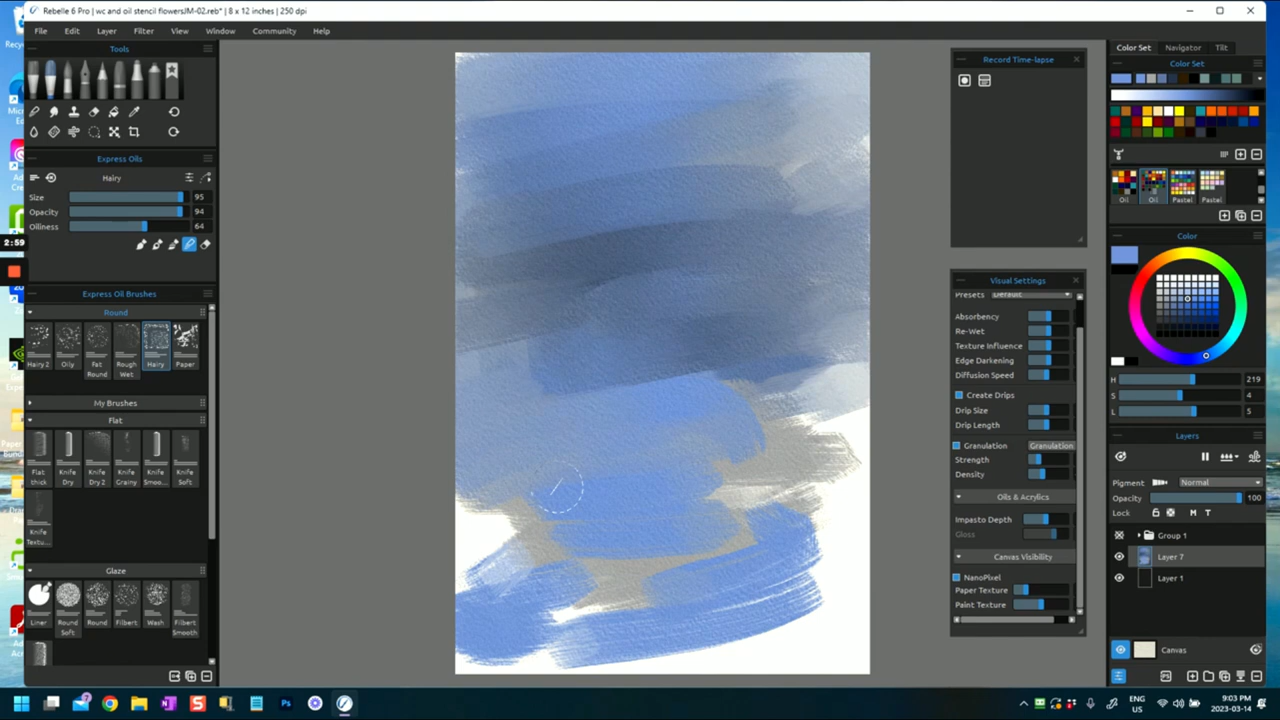 Rebelle 6 Pro | wc and oil stencil flowersJM-02.reb* | 8 x 12 inches | 250 dpi
File Edit Layer Filter View Window Community Help
Tools
Express Oils
Hairy
Size 95
Opacity 94
Oiliness 64
2:59
Express Oil Brushes
Round
Hairy 2 Oily Fat Round Rough Wet Hairy Paper
My Brushes
Flat
Flat thick Knife Dry Knife Dry 2 Knife Grainy Knife Smoo... Knife Soft
Knife Textu...
Glaze
Liner Round Soft Round Filbert Wash Filbert Smooth
Record Time-lapse
Visual Settings
Presets Default
Absorbency
Re-Wet
Texture Influence
Edge Darkening
Diffusion Speed
Create Drips
Drip Size
Drip Length
Granulation Granulation
Strength
Density
Oils & Acrylics
Impasto Depth
Gloss
Canvas Visibility
NanoPixel
Paper Texture
Paint Texture
Color Set Navigator Tilt
Color Set
Oil Oil Pastel Pastel
Color
H 219
S 4
L 5
Layers
Pigment Normal
Opacity 100
Lock M T
Group 1
Layer 7
Layer 1
Canvas
ENG
US
9:03 PM
2023-03-14